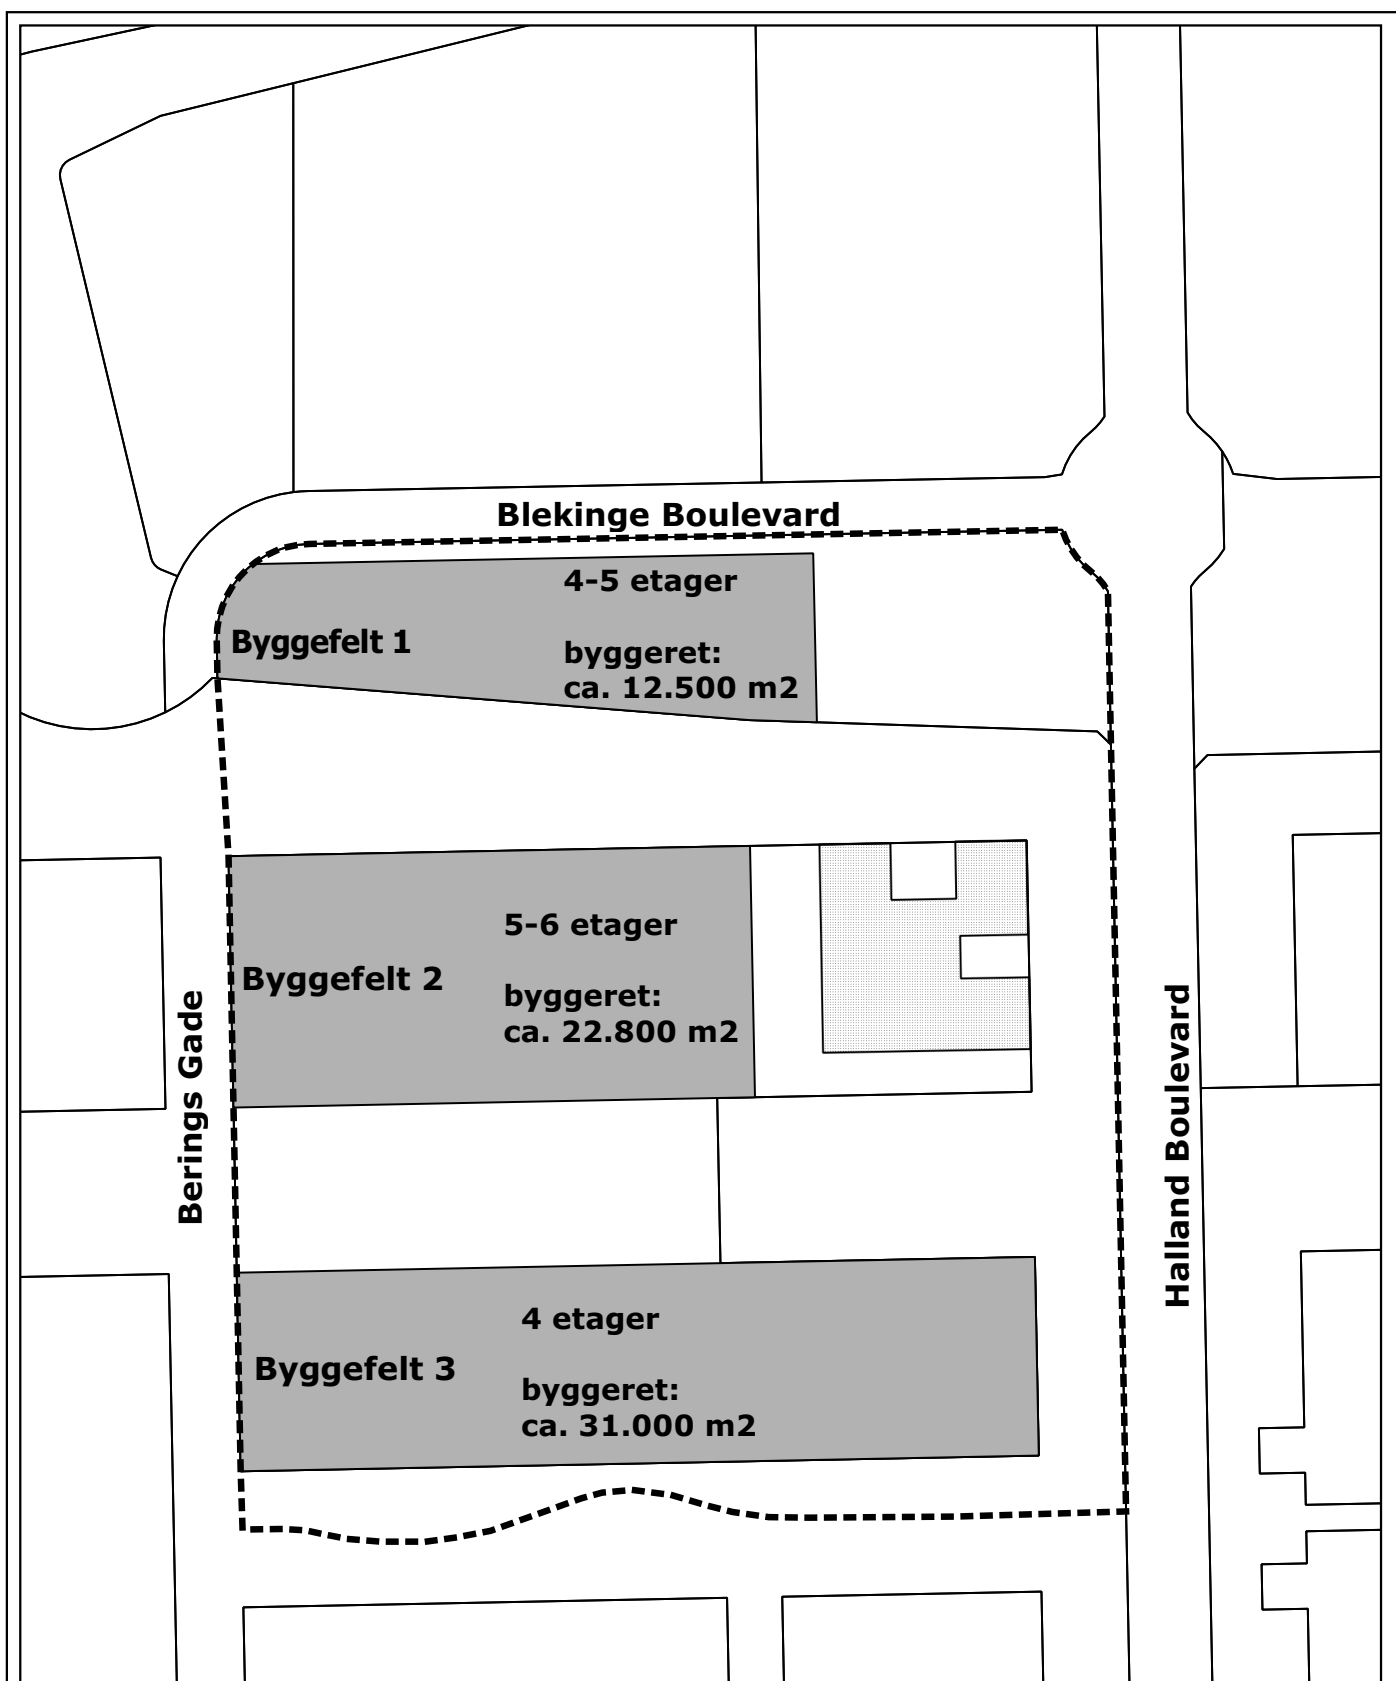 Blekinge Boulevard
4-5 etager
Byggefelt 1
byggeret:
ca. 12.500 m2
5-6 etager
Byggefelt 2
byggeret:
ca. 22.800 m2
Berings Gade
Halland Boulevard
4 etager
Byggefelt 3
byggeret:
ca. 31.000 m2